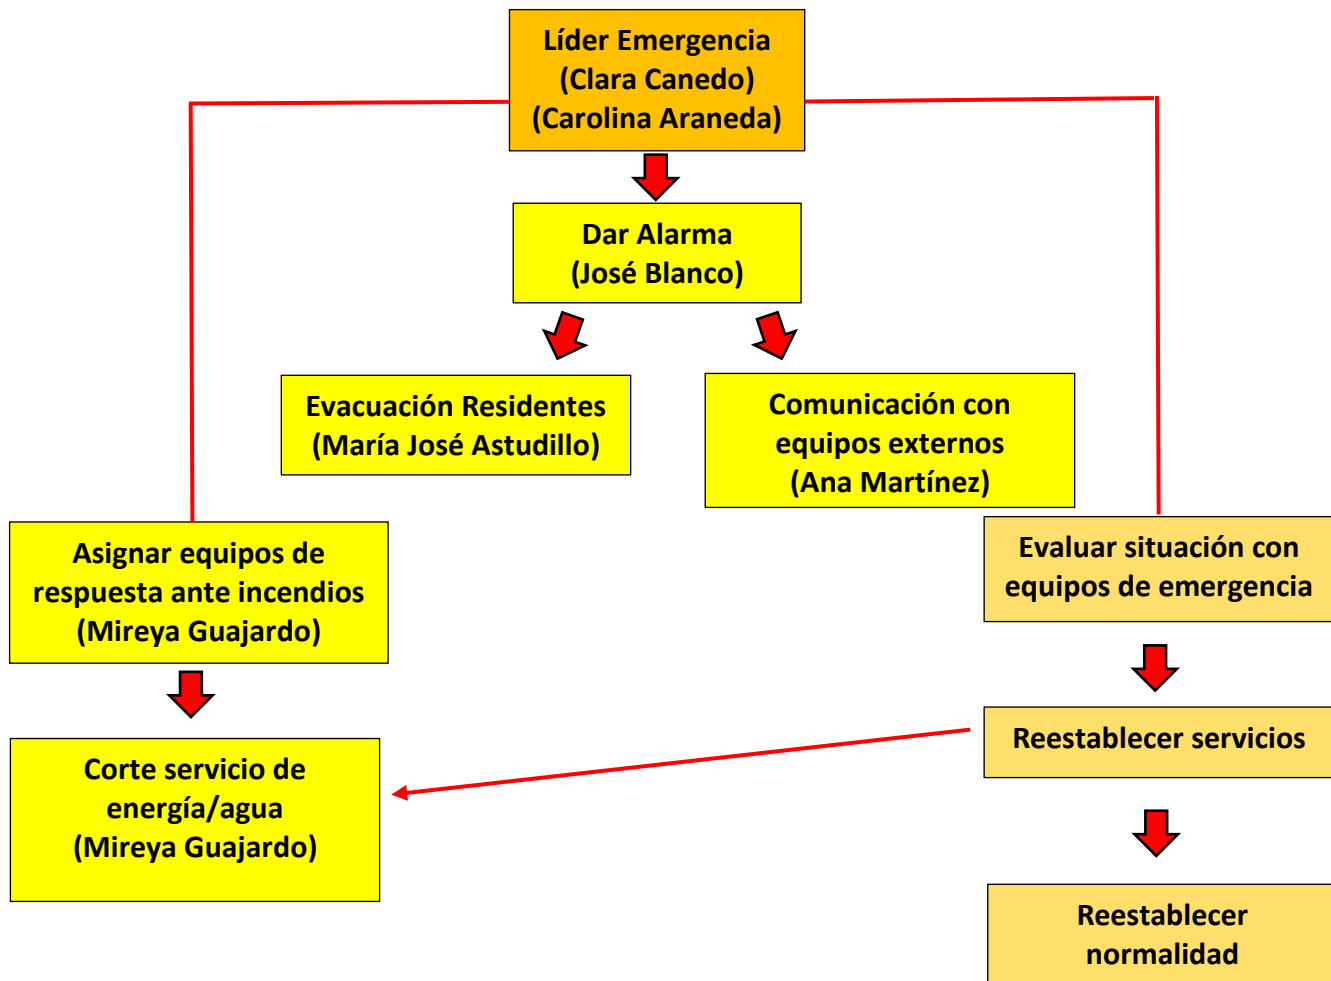 Líder Emergencia
(Clara Canedo)
(Carolina Araneda)
Dar Alarma
(José Blanco)
Evacuación Residentes
(María José Astudillo)
Comunicación con
equipos externos
(Ana Martínez)
Asignar equipos de
respuesta ante incendios
(Mireya Guajardo)
Evaluar situación con
equipos de emergencia
Corte servicio de
energía/agua
(Mireya Guajardo)
Reestablecer servicios
Reestablecer
normalidad